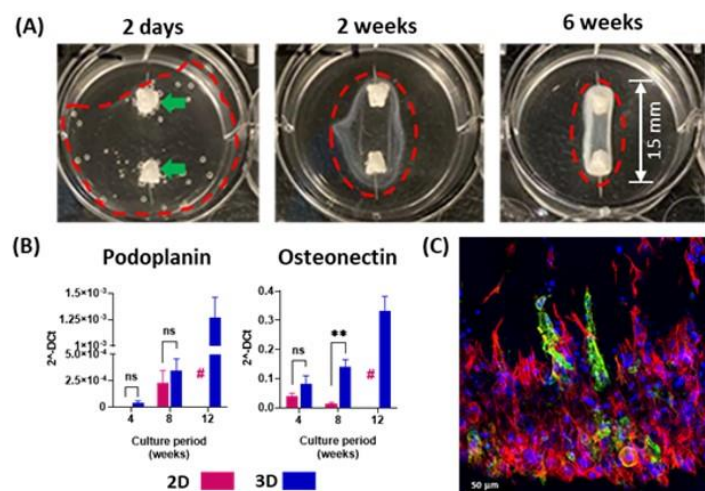 (A)
2 days
2 weeks
6 weeks
15 mm
(B)
Podoplanin
Osteonectin
(C)
2^-DCt
1.5×10⁻³
1.25×10⁻³
1.0×10⁻³
5.0×10⁻⁴
2.5×10⁻⁴
0
ns
ns
#
4
8
12
Culture period
(weeks)
2^-DCt
0.4
0.3
0.2
0.1
0.0
ns
**
#
4
8
12
Culture period
(weeks)
2D
3D
50 µm